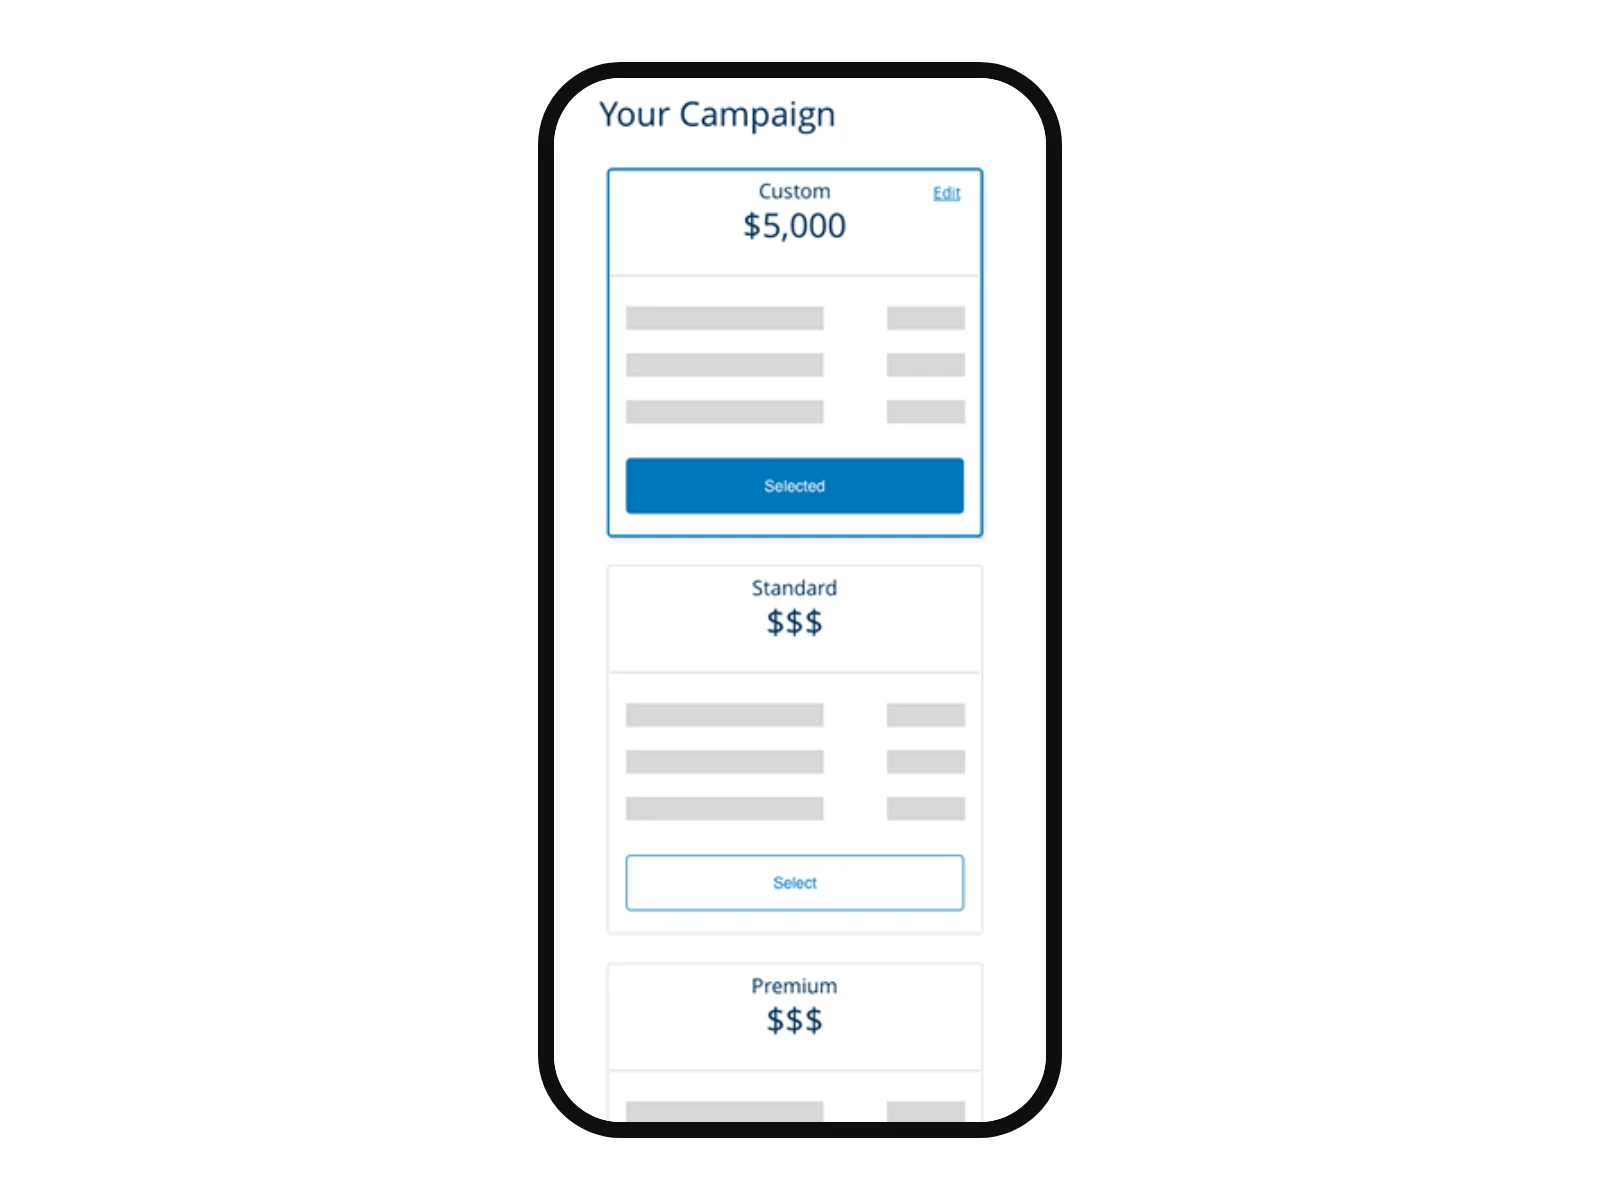 Your Campaign
Custom
Edit
$5,000
Selected
Standard
$$$
Select
Premium
$$$